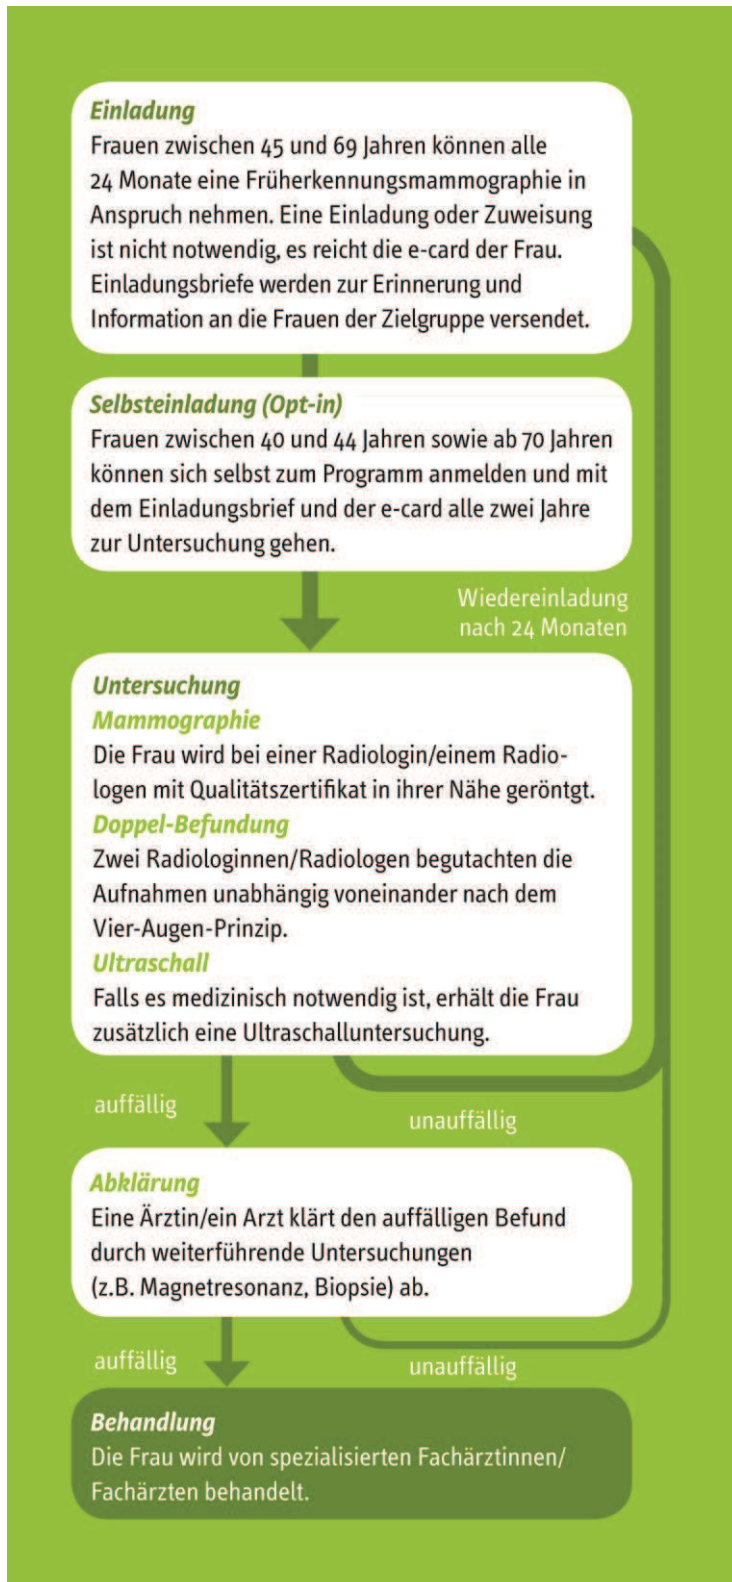 Einladung
Frauen zwischen 45 und 69 Jahren können alle
24 Monate eine Früherkennungsmammographie in
Anspruch nehmen. Eine Einladung oder Zuweisung
ist nicht notwendig, es reicht die e-card der Frau.
Einladungsbriefe werden zur Erinnerung und
Information an die Frauen der Zielgruppe versendet.
Selbsteinladung (Opt-in)
Frauen zwischen 40 und 44 Jahren sowie ab 70 Jahren
können sich selbst zum Programm anmelden und mit
dem Einladungsbrief und der e-card alle zwei Jahre
zur Untersuchung gehen.
Wiedereinladung
nach 24 Monaten
Untersuchung
Mammographie
Die Frau wird bei einer Radiologin/einem Radio-
logen mit Qualitätszertifikat in ihrer Nähe geröntgt.
Doppel-Befundung
Zwei Radiologinnen/Radiologen begutachten die
Aufnahmen unabhängig voneinander nach dem
Vier-Augen-Prinzip.
Ultraschall
Falls es medizinisch notwendig ist, erhält die Frau
zusätzlich eine Ultraschalluntersuchung.
auffällig
unauffällig
Abklärung
Eine Ärztin/ein Arzt klärt den auffälligen Befund
durch weiterführende Untersuchungen
(z.B. Magnetresonanz, Biopsie) ab.
auffällig
unauffällig
Behandlung
Die Frau wird von spezialisierten Fachärztinnen/
Fachärzten behandelt.